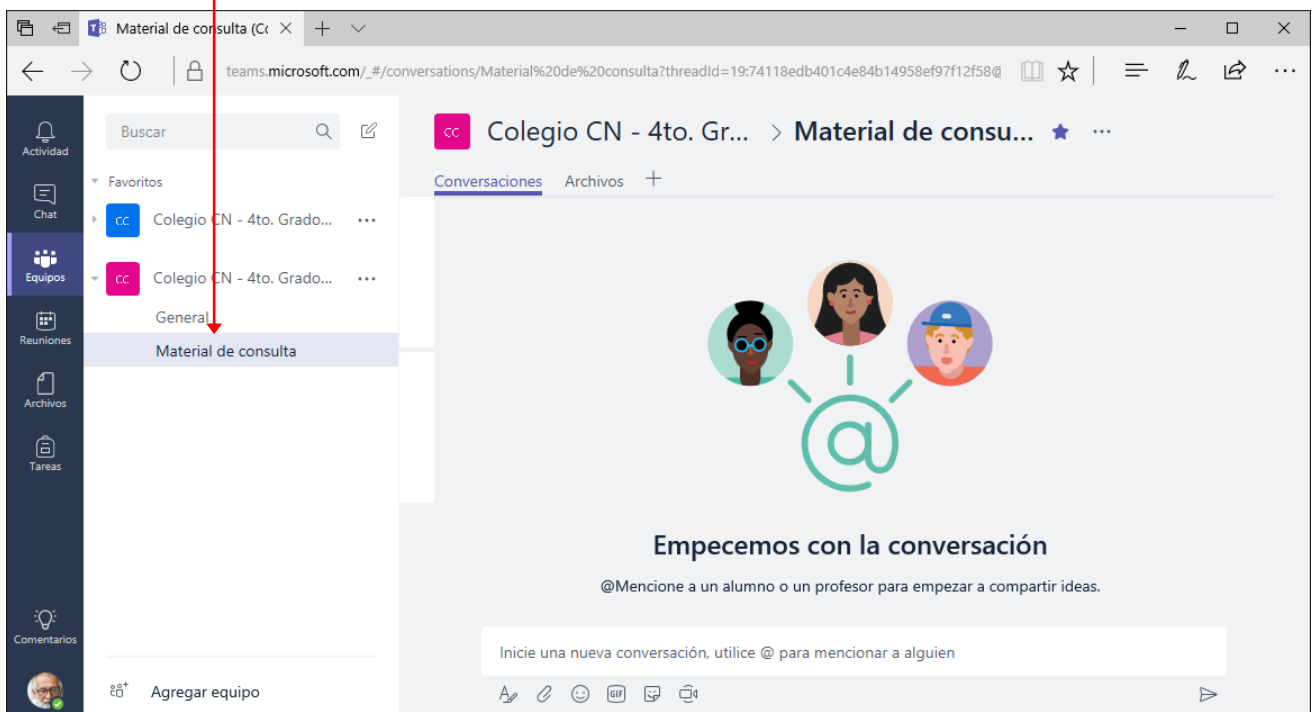 Material de consulta (Cc
teams.microsoft.com/_#/conversations/Material%20de%20consulta?threadId=19:74118edb401c4e84b14958ef97f12f58@
Actividad
Chat
Equipos
Reuniones
Archivos
Tareas
Comentarios
Buscar
Favoritos
CC Colegio CN - 4to. Grado... ...
CC Colegio CN - 4to. Grado... ...
General
Material de consulta
Agregar equipo
CC Colegio CN - 4to. Gr... > Material de consu... ...
Conversaciones Archivos +
@
Empecemos con la conversación
@Mencione a un alumno o un profesor para empezar a compartir ideas.
Inicie una nueva conversación, utilice @ para mencionar a alguien
GIF